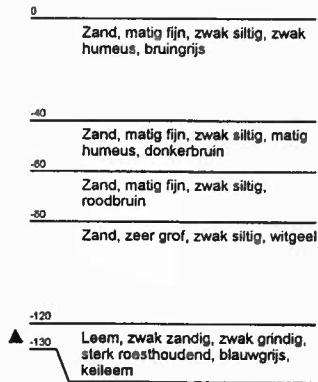 0
Zand, matig fijn, zwak siltig, zwak
humeus, bruingrijs
-40
Zand, matig fijn, zwak siltig, matig
humeus, donkerbruin
-60
Zand, matig fijn, zwak siltig,
roodbruin
-80
Zand, zeer grof, zwak siltig, witgeel
-120
Leem, zwak zandig, zwak grindig,
-130
sterk roesthoudend, blauwgrijs,
keileem